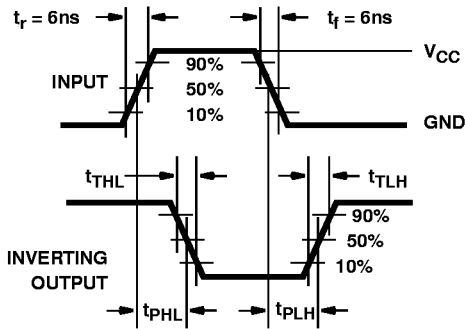 tr = 6ns
tf = 6ns
VCC
90%
INPUT
50%
10%
GND
tTHL
tTLH
90%
50%
INVERTING
OUTPUT
10%
tPHL
tPLH